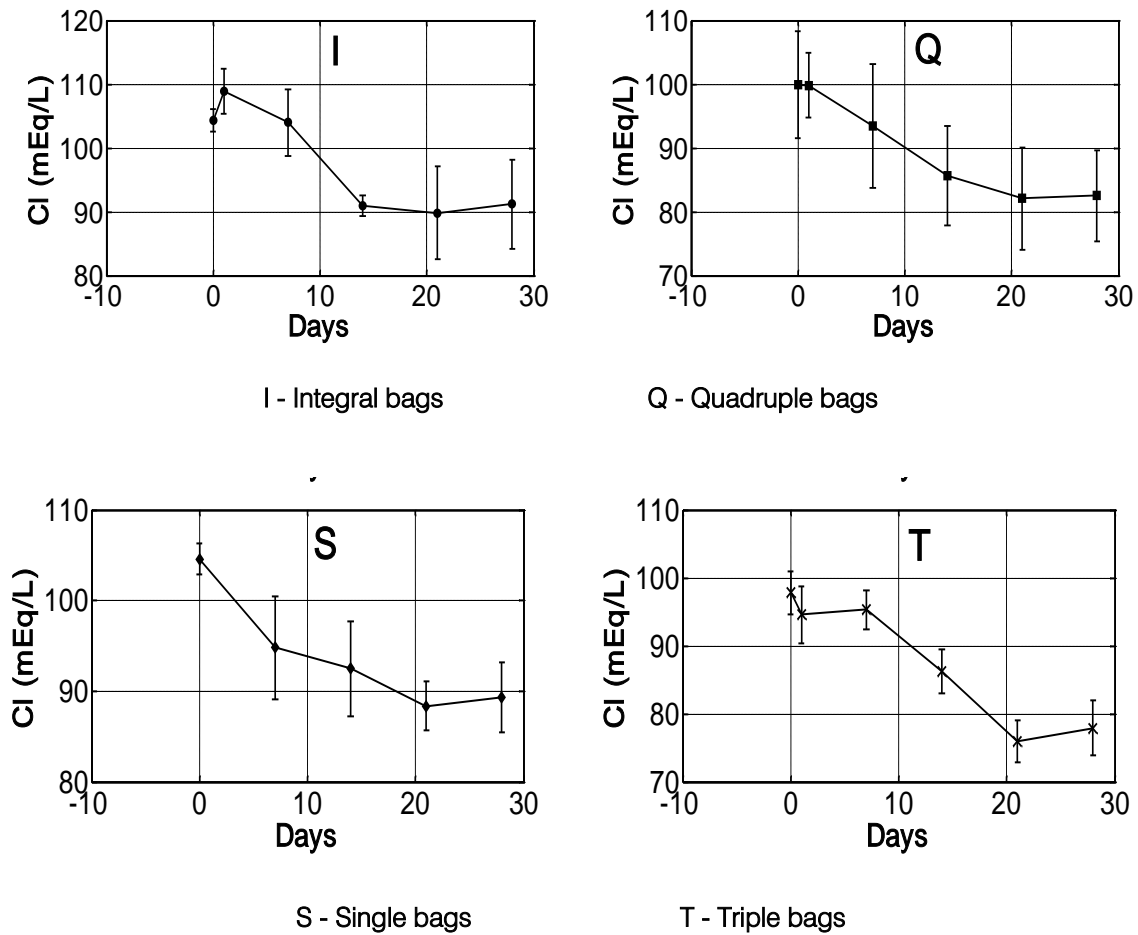 I
120
110
100
90
80
-10 0 10 20 30
Cl (mEq/L)
Days
Q
110
100
90
80
70
-10 0 10 20 30
Cl (mEq/L)
Days
I - Integral bags
Q - Quadruple bags
S
110
100
90
80
-10 0 10 20 30
Cl (mEq/L)
Days
T
110
100
90
80
70
-10 0 10 20 30
Cl (mEq/L)
Days
S - Single bags
T - Triple bags